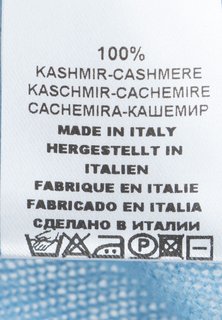 100%
KASHMIR-CASHMERE
KASCHMIR-CACHEMIRE
CACHEMIRA-КАШЕМИР
MADE IN ITALY
HERGESTELLT IN
ITALIEN
FABRIQUE EN ITALIE
FABRICADO EN ITALIA
СДЕЛАНО В ИТАЛИИ
P